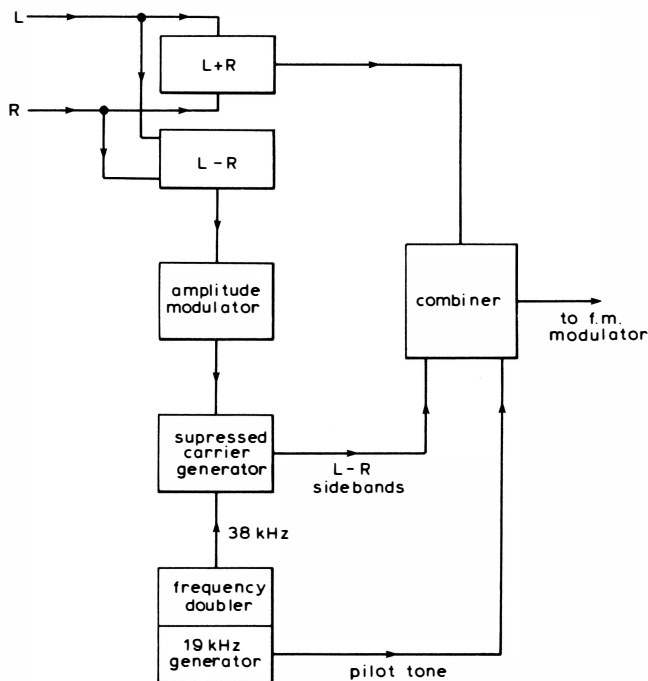 L
L+R
R
L - R
amplitude
modulator
combiner
to f.m.
modulator
supressed
carrier
generator
L-R
sidebands
38 kHz
frequency
doubler
19 kHz
generator
pilot tone